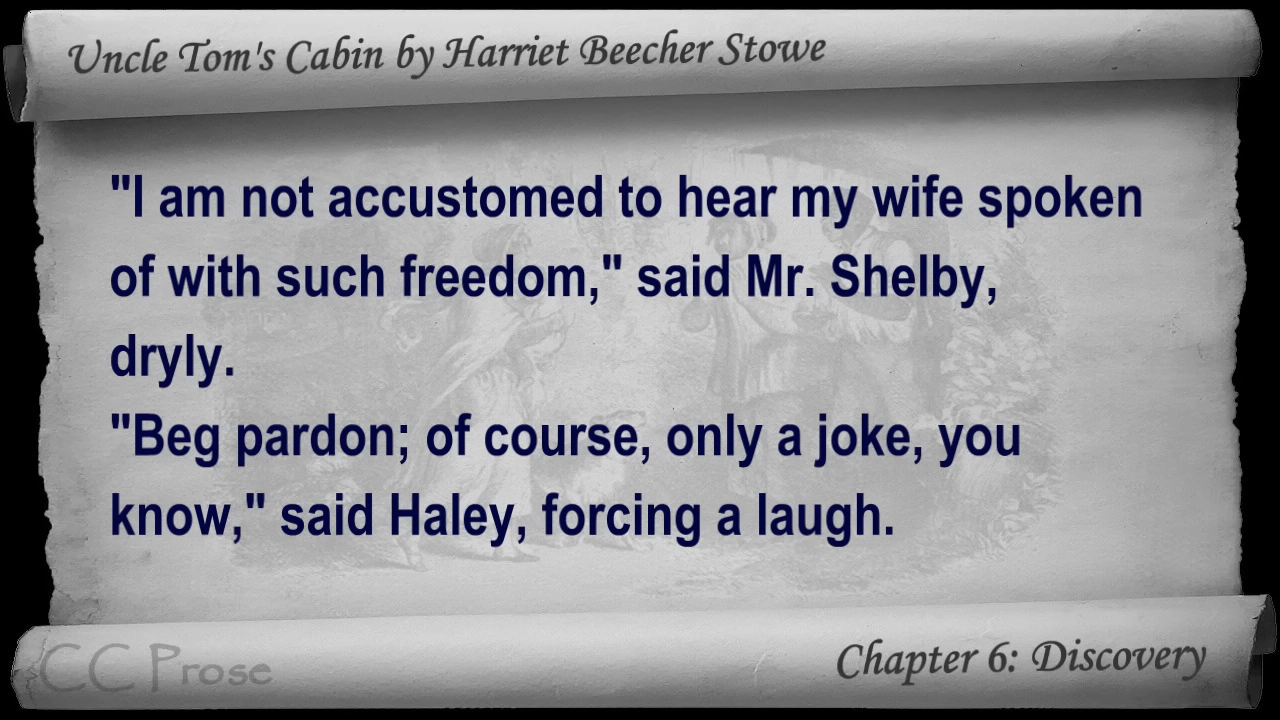 Uncle Tom's Cabin by Harriet Beecher Stowe
"I am not accustomed to hear my wife spoken
of with such freedom," said Mr. Shelby,
dryly.
"Beg pardon; of course, only a joke, you
know," said Haley, forcing a laugh.
CC Prose
Chapter 6: Discovery